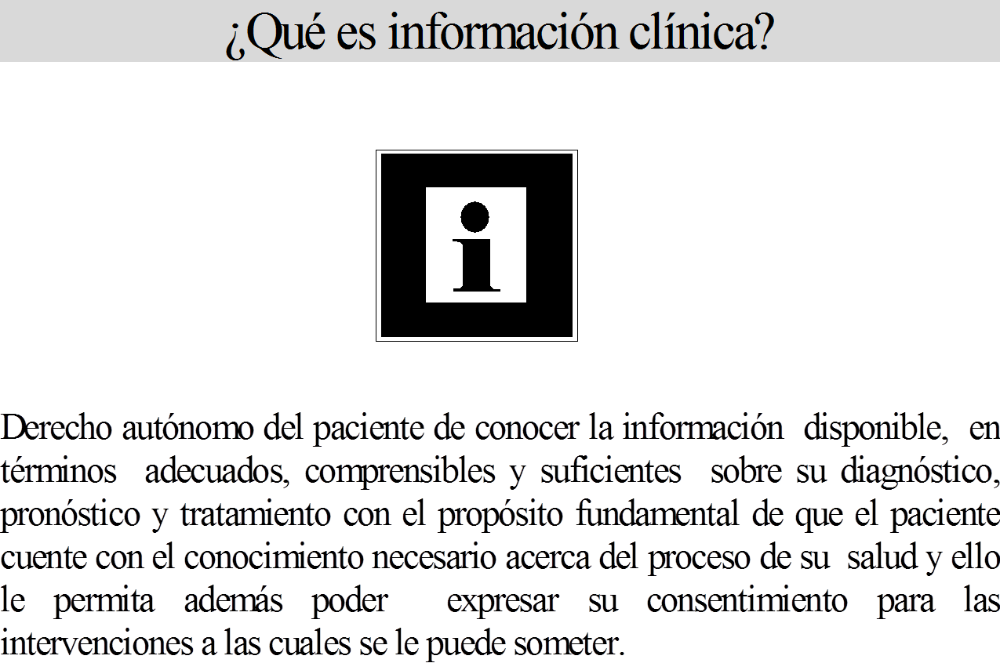 ¿Qué es información clínica?
i
Derecho autónomo del paciente de conocer la información disponible, en
términos adecuados, comprensibles y suficientes sobre su diagnóstico,
pronóstico y tratamiento con el propósito fundamental de que el paciente
cuente con el conocimiento necesario acerca del proceso de su salud y ello
le permita además poder expresar su consentimiento para las
intervenciones a las cuales se le puede someter.